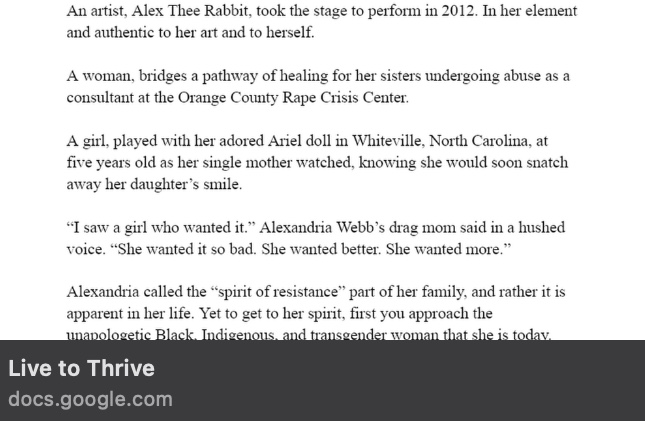 An artist, Alex Thee Rabbit, took the stage to perform in 2012. In her element
and authentic to her art and to herself.
A woman, bridges a pathway of healing for her sisters undergoing abuse as a
consultant at the Orange County Rape Crisis Center.
A girl, played with her adored Ariel doll in Whiteville, North Carolina, at
five years old as her single mother watched, knowing she would soon snatch
away her daughter’s smile.
“I saw a girl who wanted it.” Alexandria Webb’s drag mom said in a hushed
voice. “She wanted it so bad. She wanted better. She wanted more.”
Alexandria called the “spirit of resistance” part of her family, and rather it is
apparent in her life. Yet to get to her spirit, first you approach the
unapologetic Black, Indigenous, and transgender woman that she is today.
Live to Thrive
docs.google.com